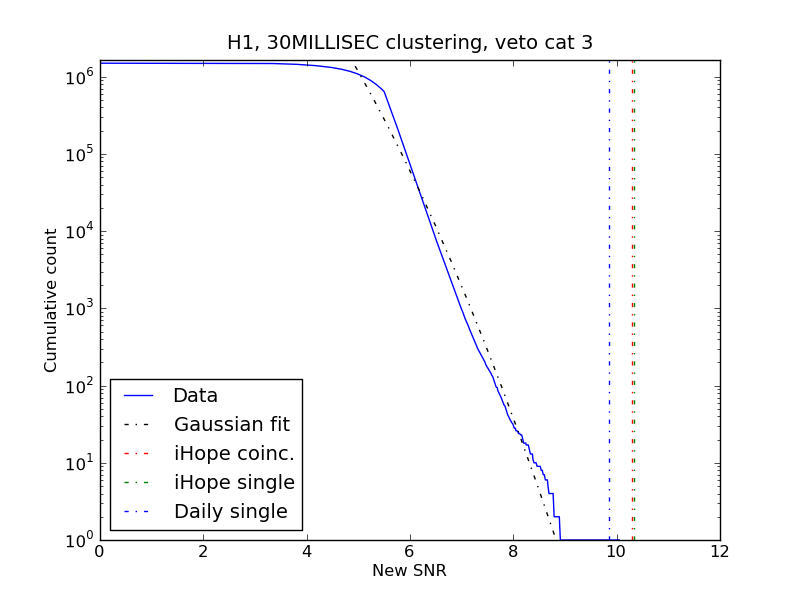 H1, 30MILLISEC clustering, veto cat 3
10^6
10^5
10^4
10^3
10^2
10^1
10^0
Cumulative count
Data
Gaussian fit
iHope coinc.
iHope single
Daily single
0 2 4 6 8 10 12
New SNR